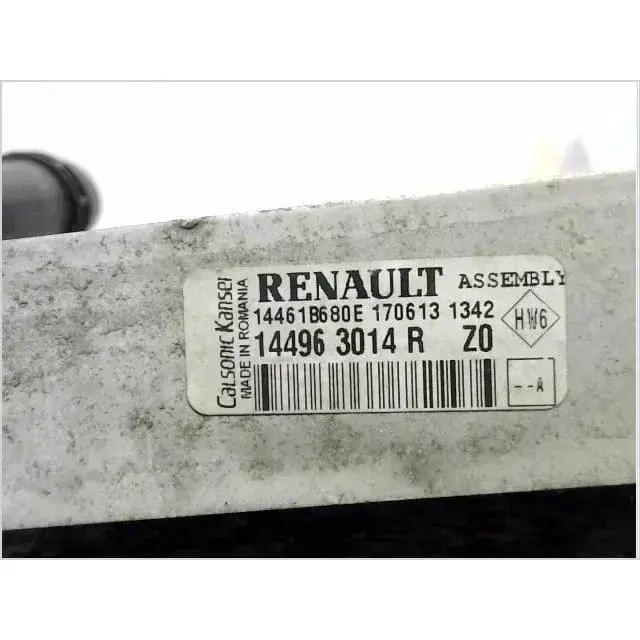 Calsonic Kansei
MADE IN ROMANIA
RENAULT ASSEMBLY
14461B680E 170613 1342
14496 3014 R Z0
HW6
--A